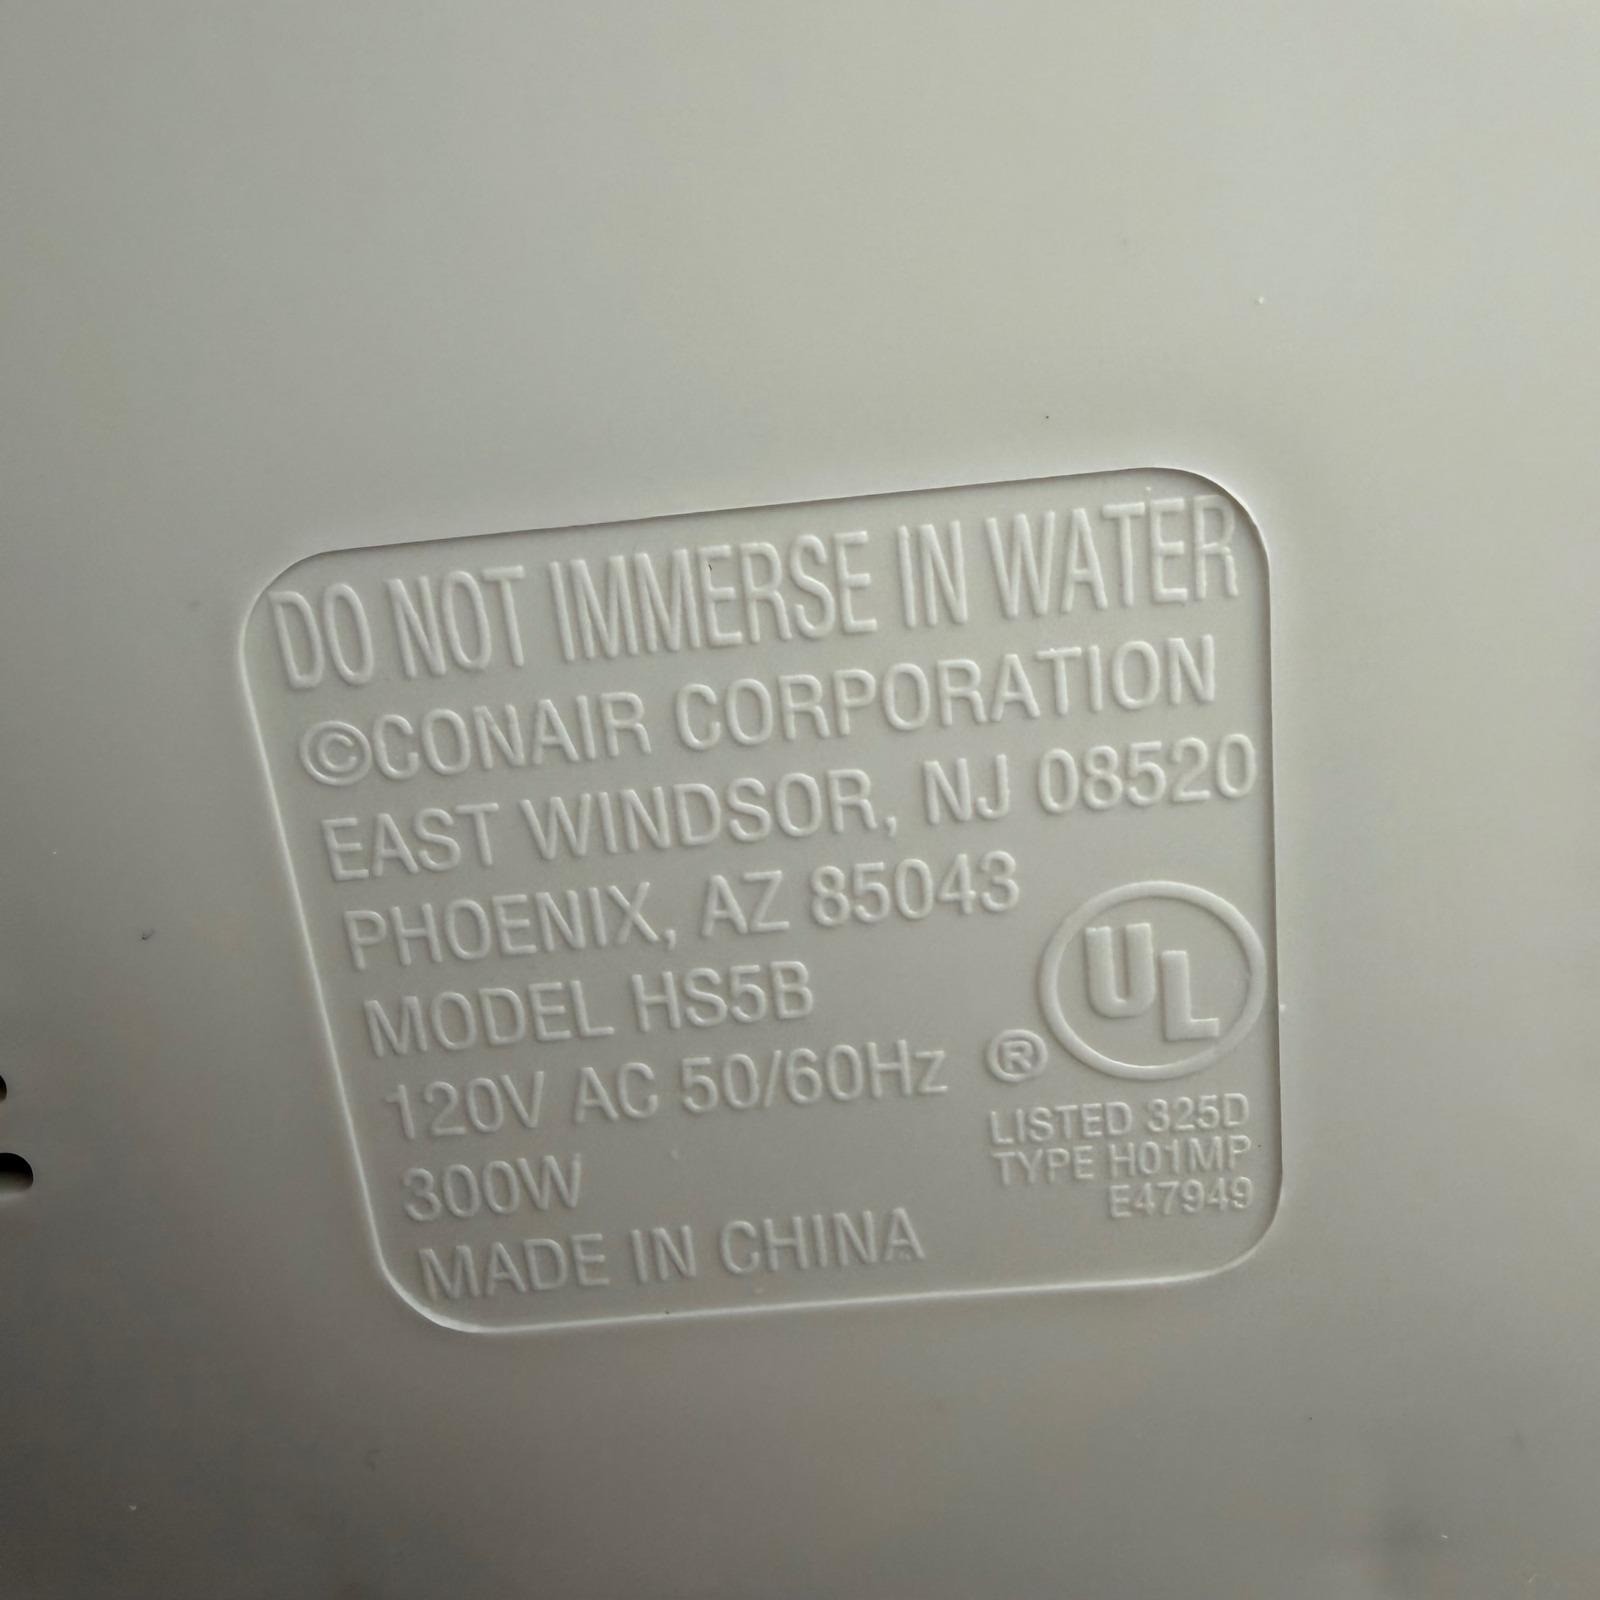 DO NOT IMMERSE IN WATER
©CONAIR CORPORATION
EAST WINDSOR, NJ 08520
PHOENIX, AZ 85043
MODEL HS5B
120V AC 50/60Hz
300W
MADE IN CHINA
UL
®
LISTED 325D
TYPE H01MP
E47949